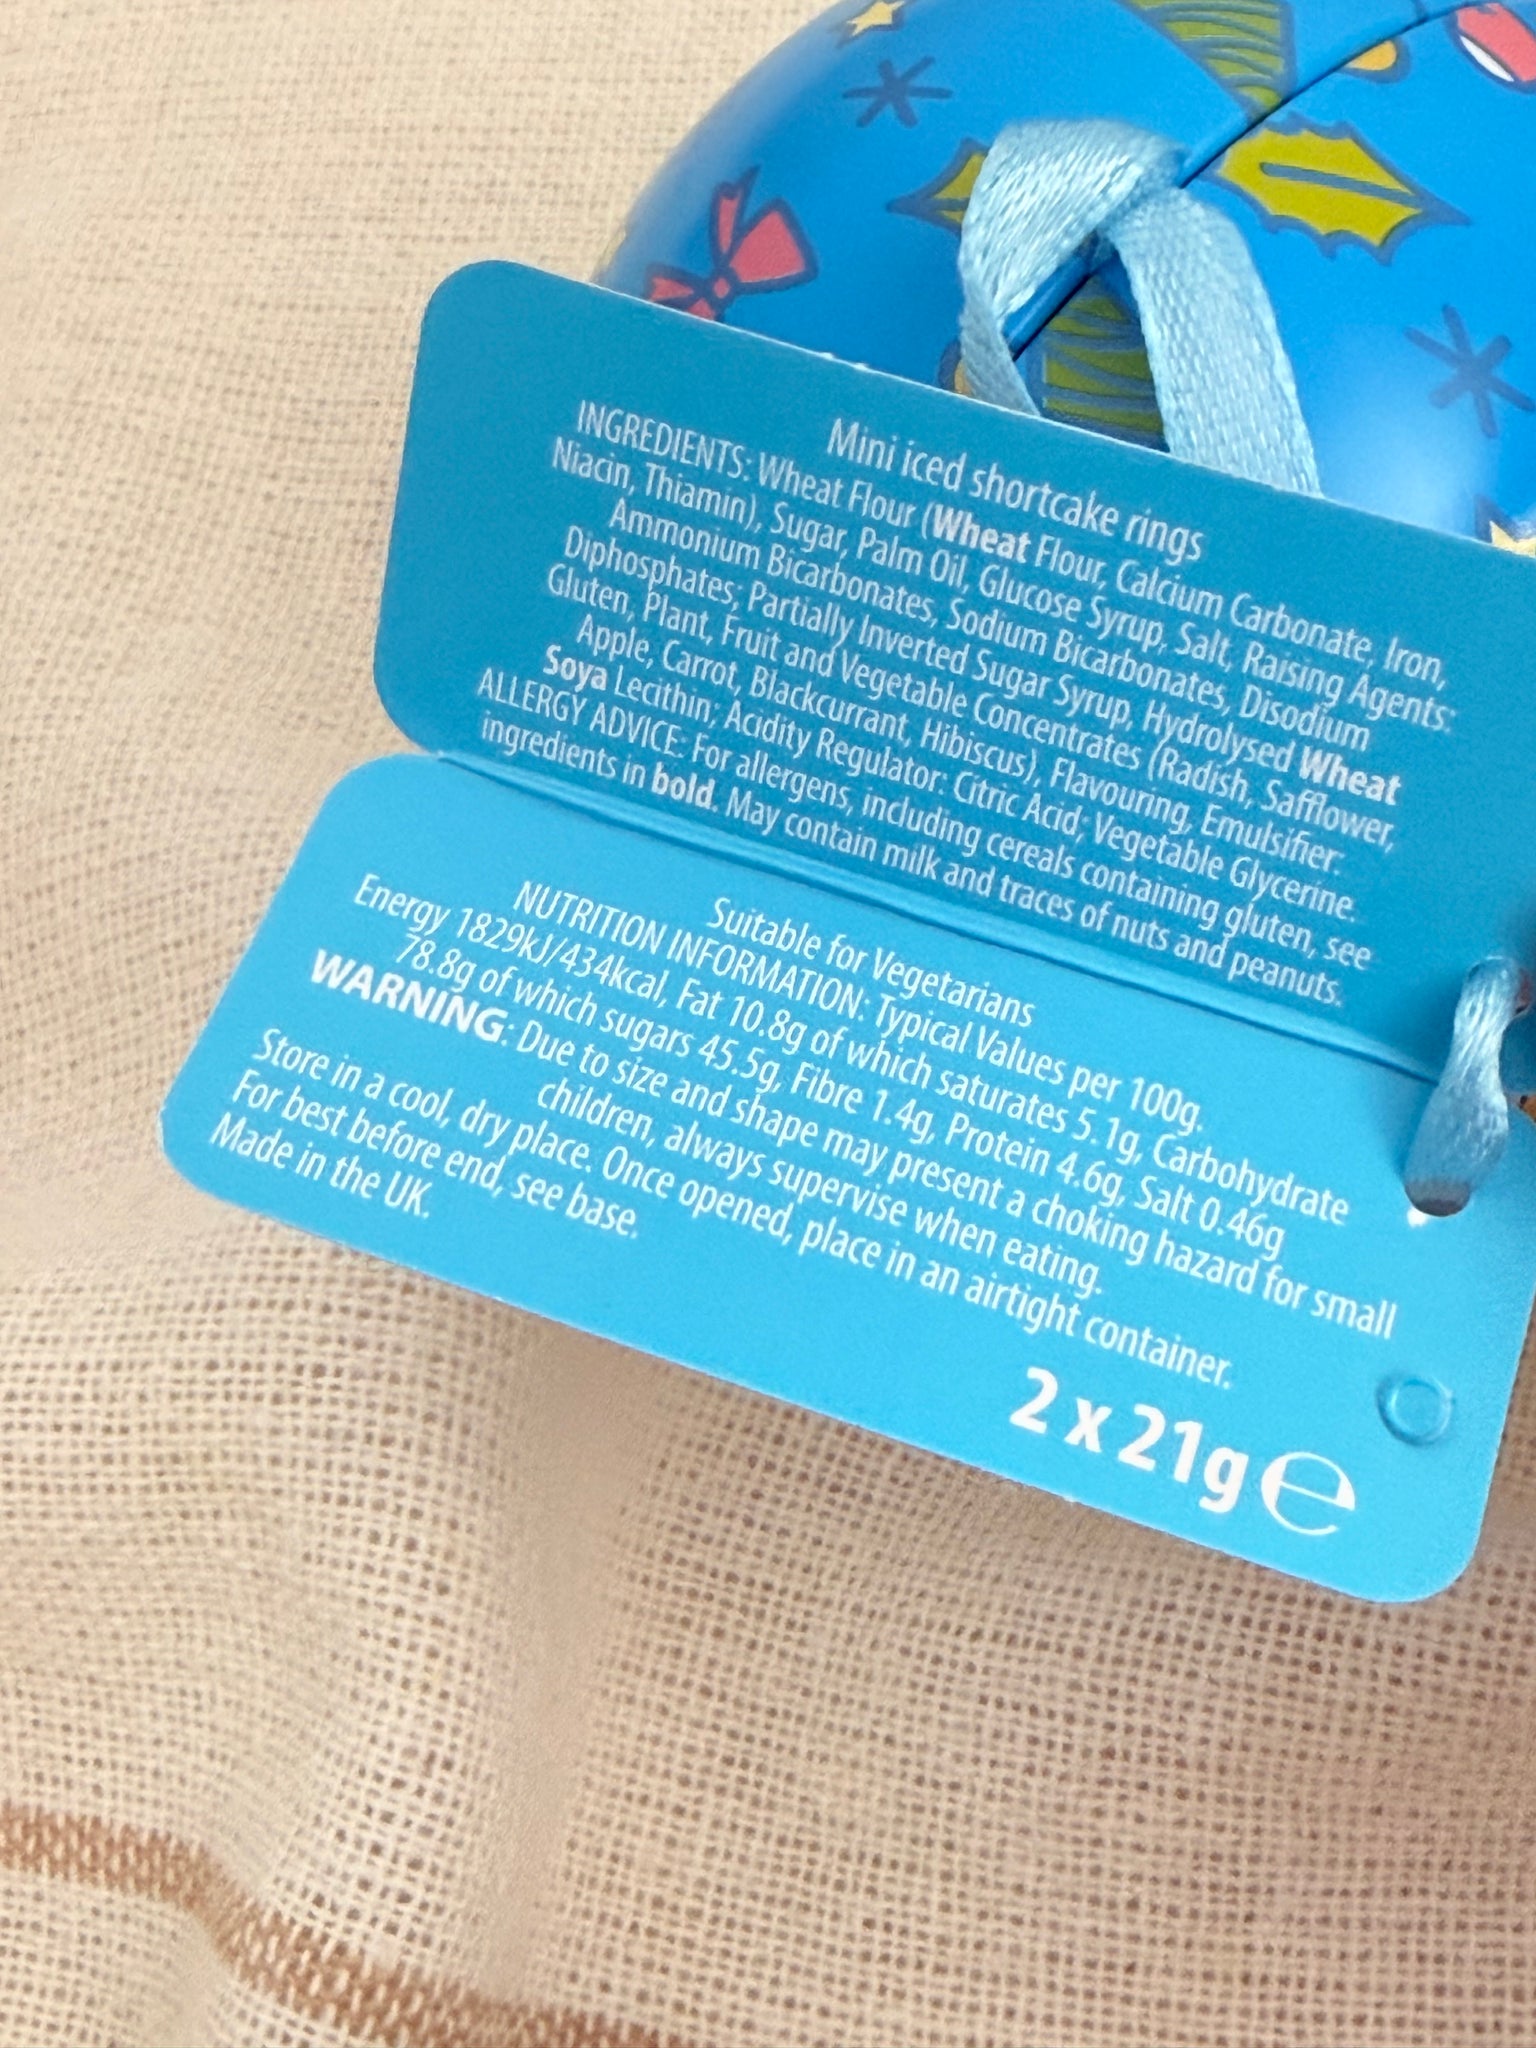 Mini iced shortcake rings
INGREDIENTS: Wheat Flour (Wheat Flour, Calcium Carbonate, Iron,
Niacin, Thiamin), Sugar, Palm Oil, Glucose Syrup, Salt, Raising Agents:
Ammonium Bicarbonates, Sodium Bicarbonates, Disodium
Diphosphates; Partially Inverted Sugar Syrup, Hydrolysed Wheat
Gluten, Plant, Fruit and Vegetable Concentrates (Radish, Safflower,
Apple, Carrot, Blackcurrant, Hibiscus), Flavouring, Emulsifier:
Soya Lecithin; Acidity Regulator: Citric Acid; Vegetable Glycerine.
ALLERGY ADVICE: For allergens, including cereals containing gluten, see
ingredients in bold. May contain milk and traces of nuts and peanuts.
Suitable for Vegetarians
NUTRITION INFORMATION: Typical Values per 100g.
Energy 1829kJ/434kcal, Fat 10.8g of which saturates 5.1g, Carbohydrate
78.8g of which sugars 45.5g, Fibre 1.4g, Protein 4.6g, Salt 0.46g
WARNING: Due to size and shape may present a choking hazard for small
children, always supervise when eating.
Store in a cool, dry place. Once opened, place in an airtight container.
For best before end, see base.
Made in the UK.
2 x 21g ℮